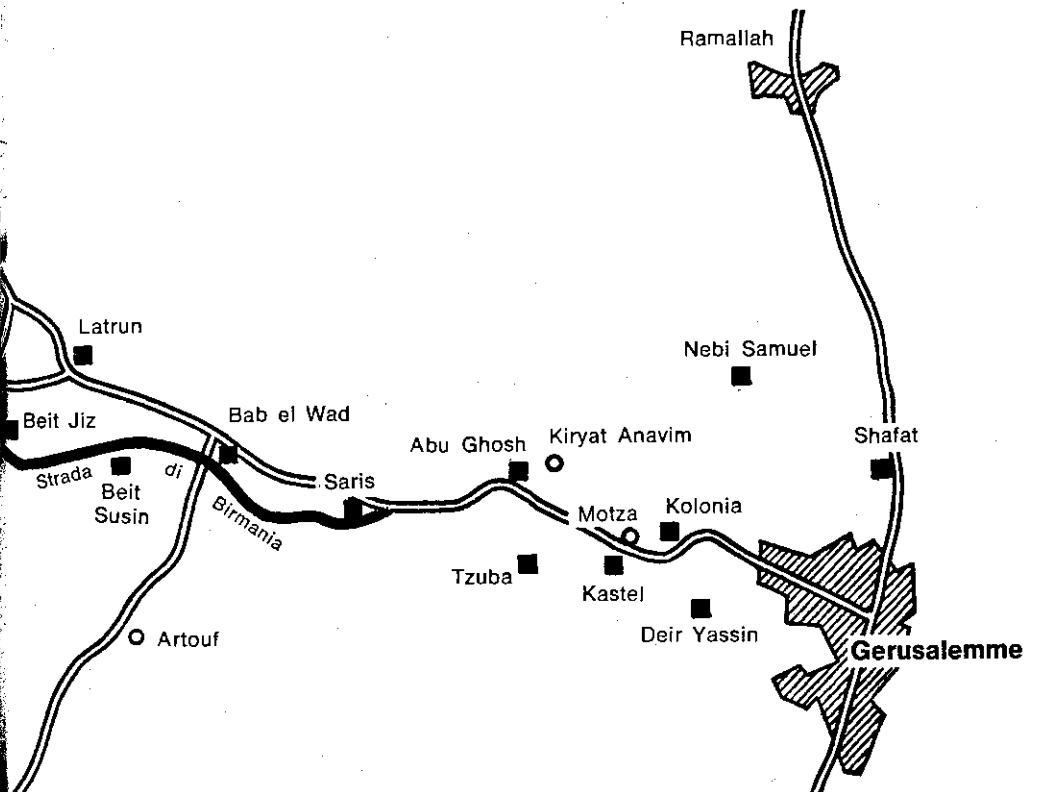 Ramallah
Latrun
Nebi Samuel
Beit Jiz
Bab el Wad
Abu Ghosh
Kiryat Anavim
Shafat
Strada di Birmania
Beit
Susin
Saris
Motza
Kolonia
Tzuba
Kastel
Deir Yassin
Artouf
Gerusalemme